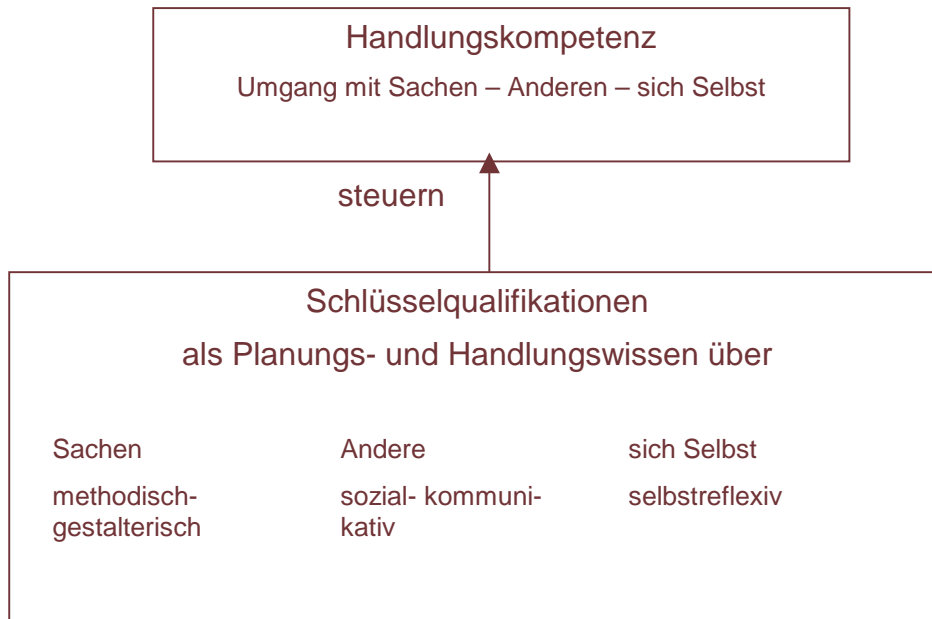 Handlungskompetenz
Umgang mit Sachen – Anderen – sich Selbst
steuern
Schlüsselqualifikationen
als Planungs- und Handlungswissen über
Sachen
Andere
sich Selbst
methodisch-
gestalterisch
sozial- kommuni-
kativ
selbstreflexiv